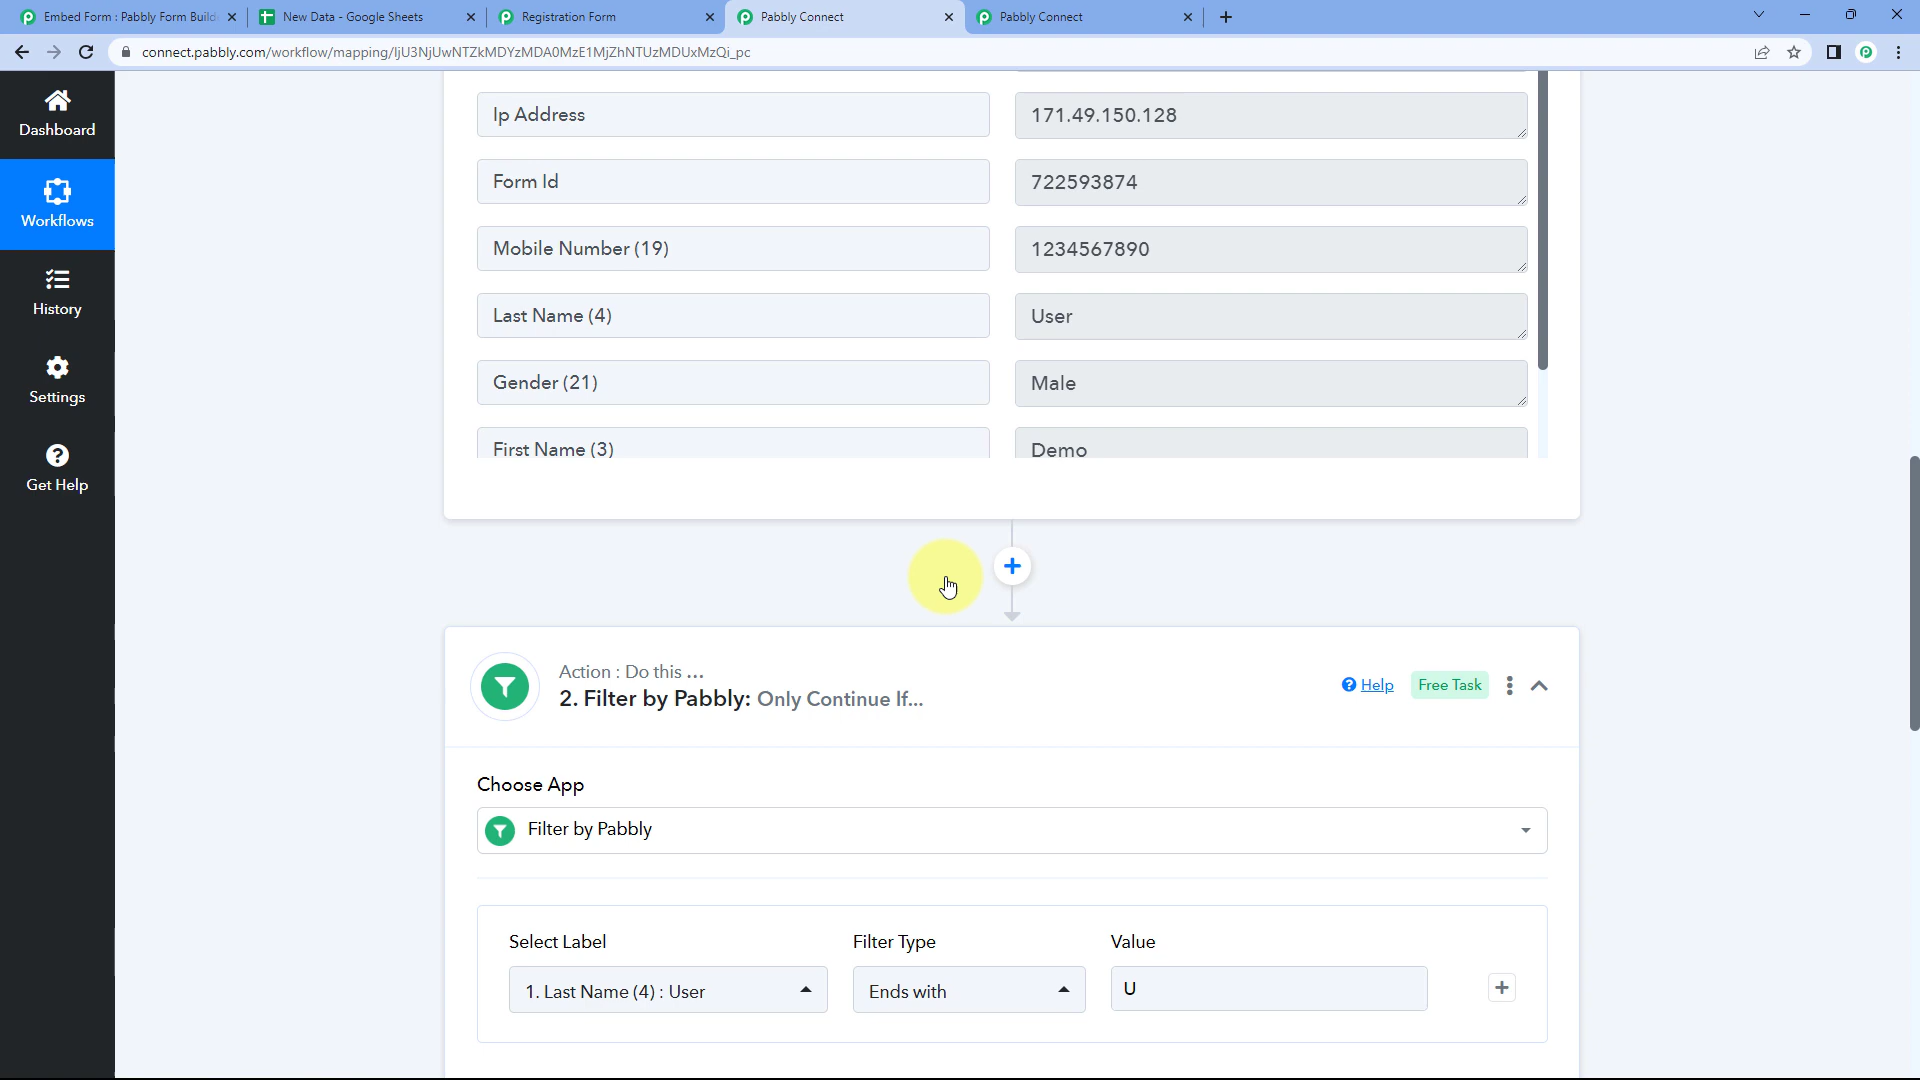 Embed Form : Pabbly Form Build
New Data - Google Sheets
Registration Form
Pabbly Connect
Pabbly Connect
connect.pabbly.com/workflow/mapping/IjU3NjUwNTZkMDYzMDA0MzE1MjZhNTUzMDUxMzQi_pc
Dashboard
Workflows
History
Settings
Get Help
Ip Address
171.49.150.128
Form Id
722593874
Mobile Number (19)
1234567890
Last Name (4)
User
Gender (21)
Male
First Name (3)
Demo
Action : Do this ...
2. Filter by Pabbly: Only Continue If...
Help
Free Task
Choose App
Filter by Pabbly
Select Label
Filter Type
Value
1. Last Name (4) : User
Ends with
U